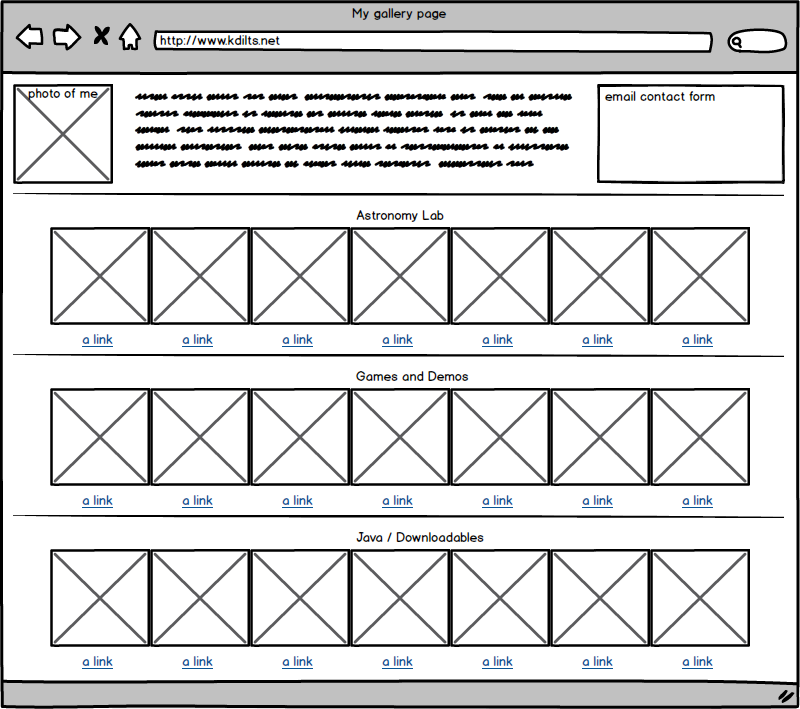 My gallery page
http://www.kdilts.net
photo of me
email contact form
Astronomy Lab
a link a link a link a link a link a link a link
Games and Demos
a link a link a link a link a link a link a link
Java / Downloadables
a link a link a link a link a link a link a link